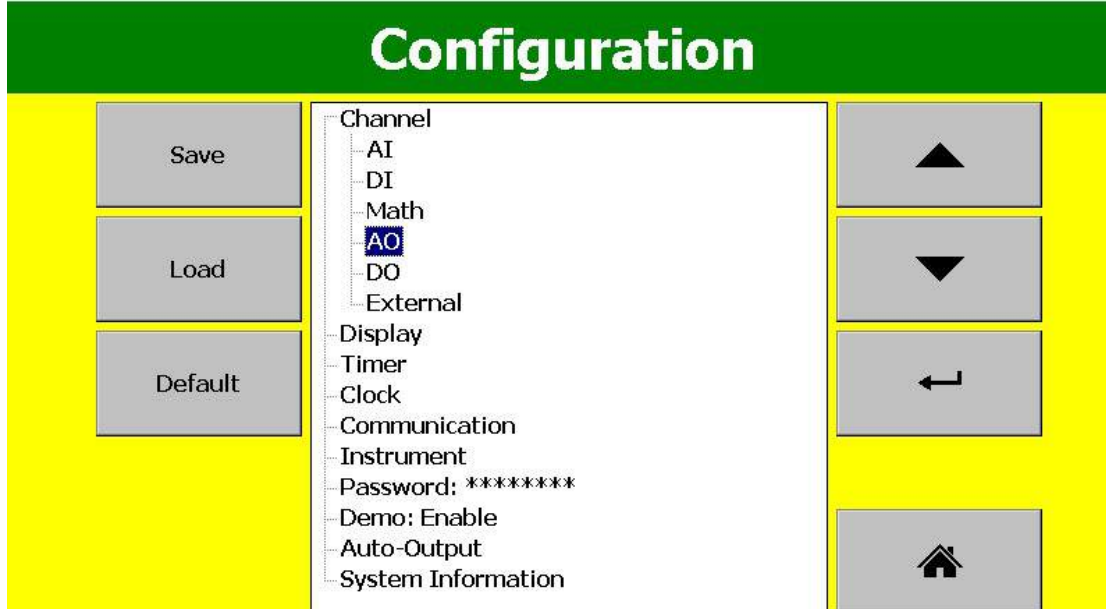 Configuration
Save
Load
Default
Channel
AI
DI
Math
AO
DO
External
Display
Timer
Clock
Communication
Instrument
Password: ********
Demo: Enable
Auto-Output
System Information